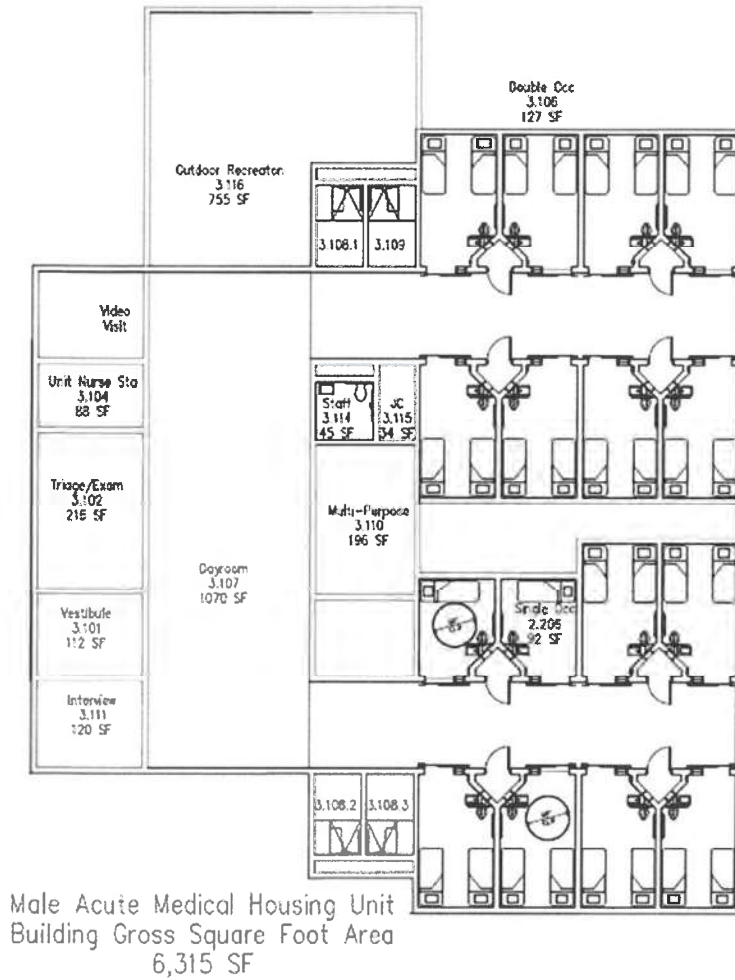 Double Occ
3.106
127 SF
Outdoor Recreation
3.116
755 SF
3.108.1
3.109
Video
Visit
Unit Nurse Sta
3.104
88 SF
Staff
3.114
45 SF
JC
3.115
34 SF
Triage/Exam
3.102
216 SF
Multi-Purpose
3.110
196 SF
Dayroom
3.107
1070 SF
Vestibule
3.101
112 SF
Single Occ
2.206
92 SF
Interview
3.111
120 SF
3.108.2
3.108.3
Male Acute Medical Housing Unit
Building Gross Square Foot Area
6,315 SF